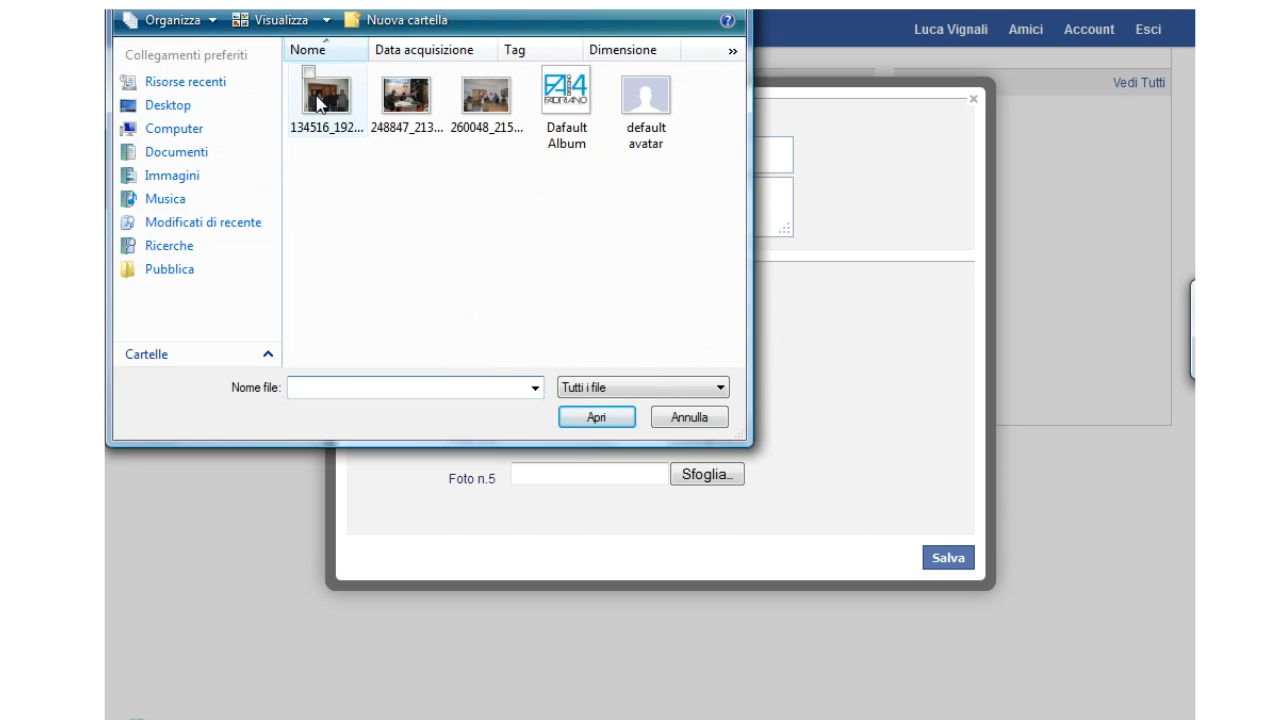 Organizza Visualizza Nuova cartella
Luca Vignali Amici Account Esci
Collegamenti preferiti
Nome Data acquisizione Tag Dimensione »
Vedi Tutti
Risorse recenti
Desktop
Computer
Documenti
Immagini
Musica
Modificati di recente
Ricerche
Pubblica
134516_192... 248847_213... 260048_215... Dafault Album default avatar
Cartelle
Nome file: Tutti i file
Apri Annulla
Foto n.5 Sfoglia...
Salva